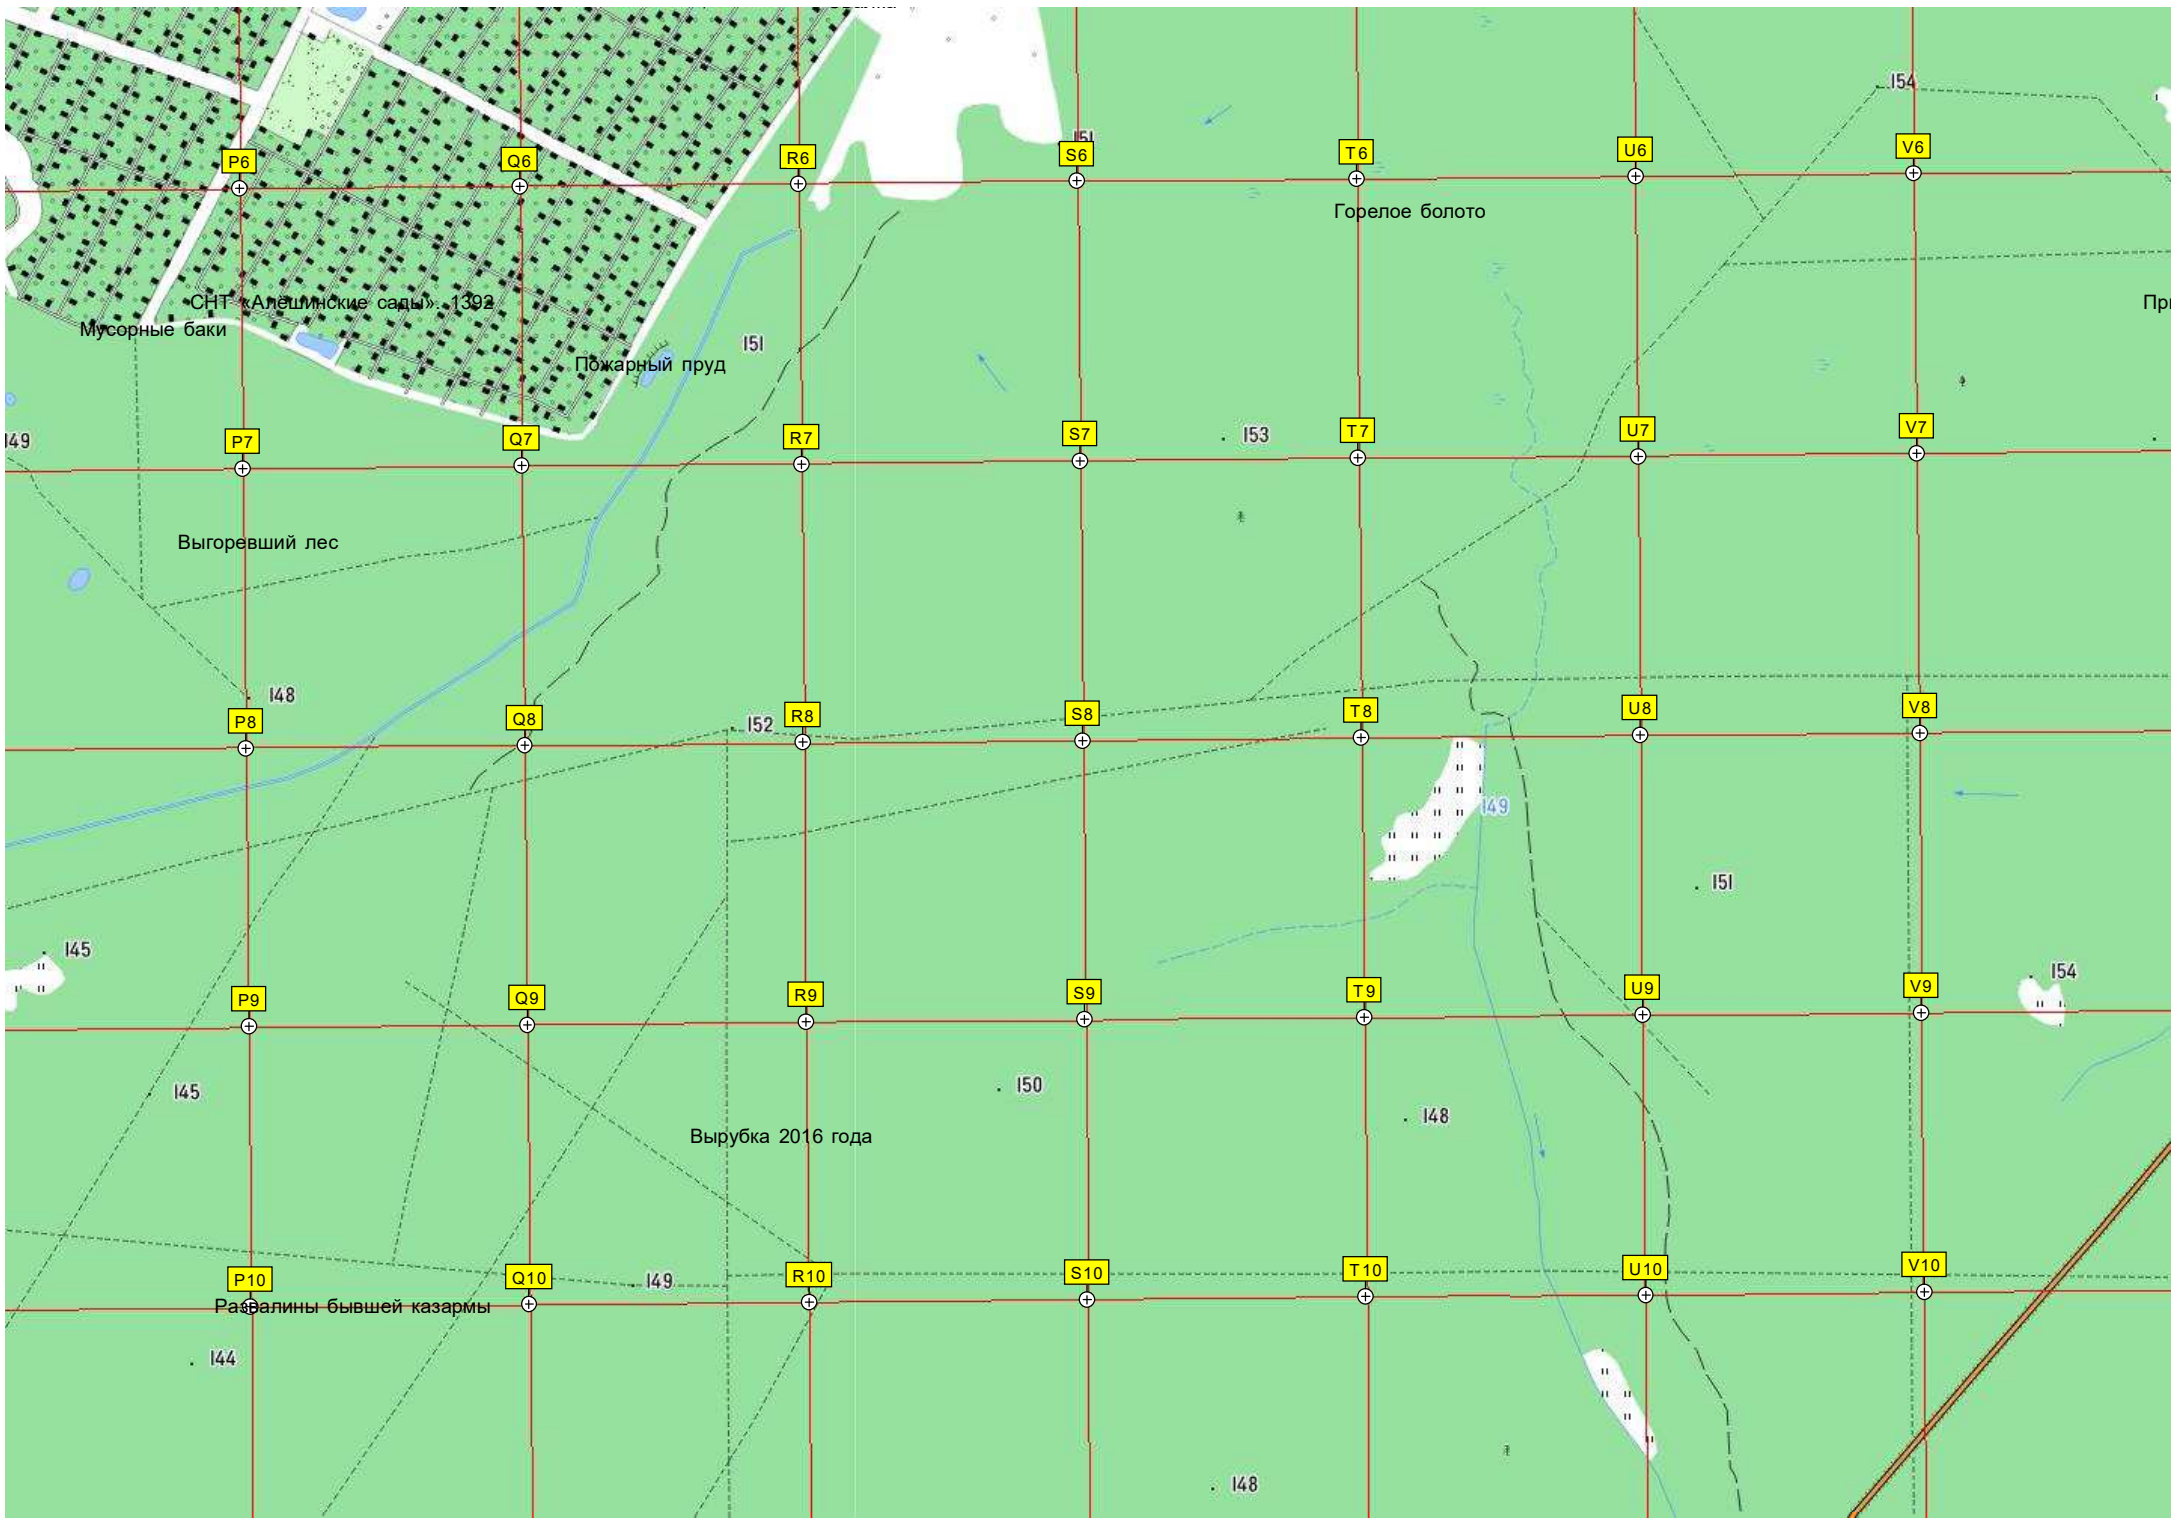 154
151
P6
Q6
R6
S6
T6
U6
V6
Горелое болото
СНТ «Алёшинские сады». 1392
Мусорные баки
Пожарный пруд
151
149
P7
Q7
R7
S7
153
T7
U7
V7
Выгоревший лес
148
P8
Q8
152
R8
S8
T8
U8
V8
149
151
145
154
P9
Q9
R9
S9
T9
U9
V9
145
150
148
Вырубка 2016 года
P10
Q10
149
R10
S10
T10
U10
V10
Развалины бывшей казармы
144
148